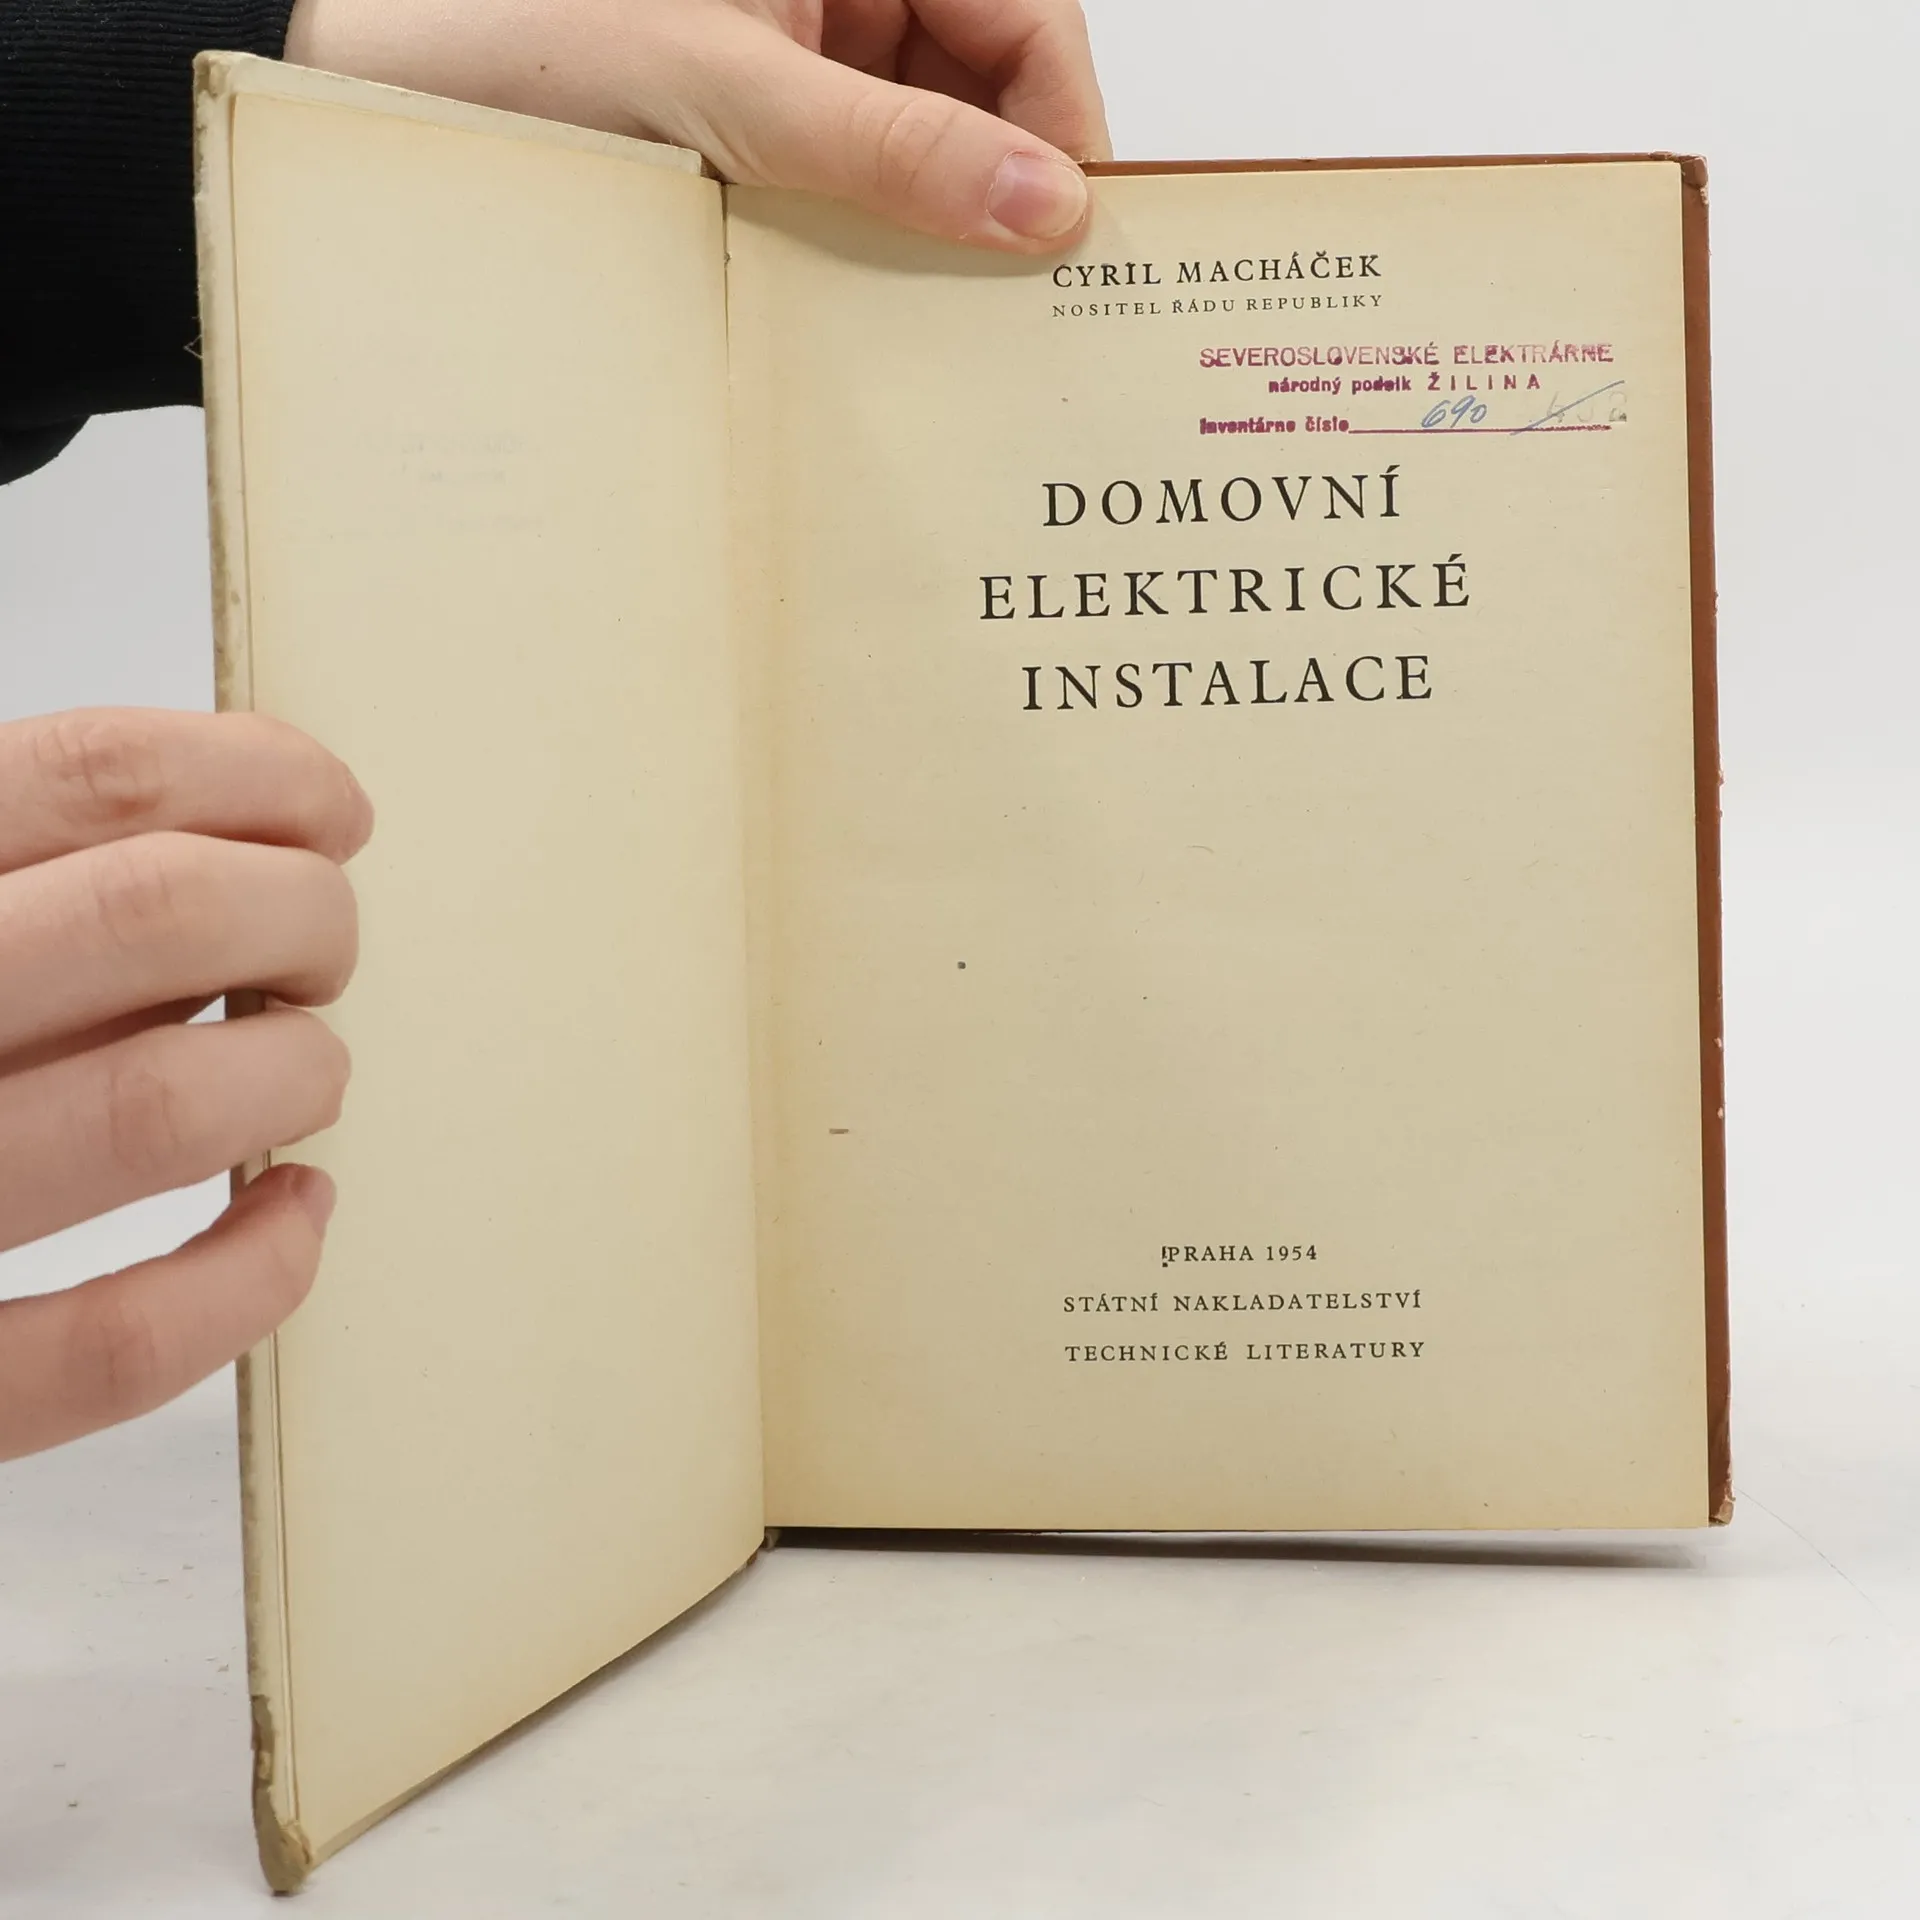 CYRIL MACHÁČEK
NOSITEL ŘÁDU REPUBLIKY
SEVEROSLOVENSKÉ ELEKTRÁRNE
národný podnik ŽILINA
Inventárne číslo 690
DOMOVNÍ
ELEKTRICKÉ
INSTALACE
PRAHA 1954
STÁTNÍ NAKLADATELSTVÍ
TECHNICKÉ LITERATURY